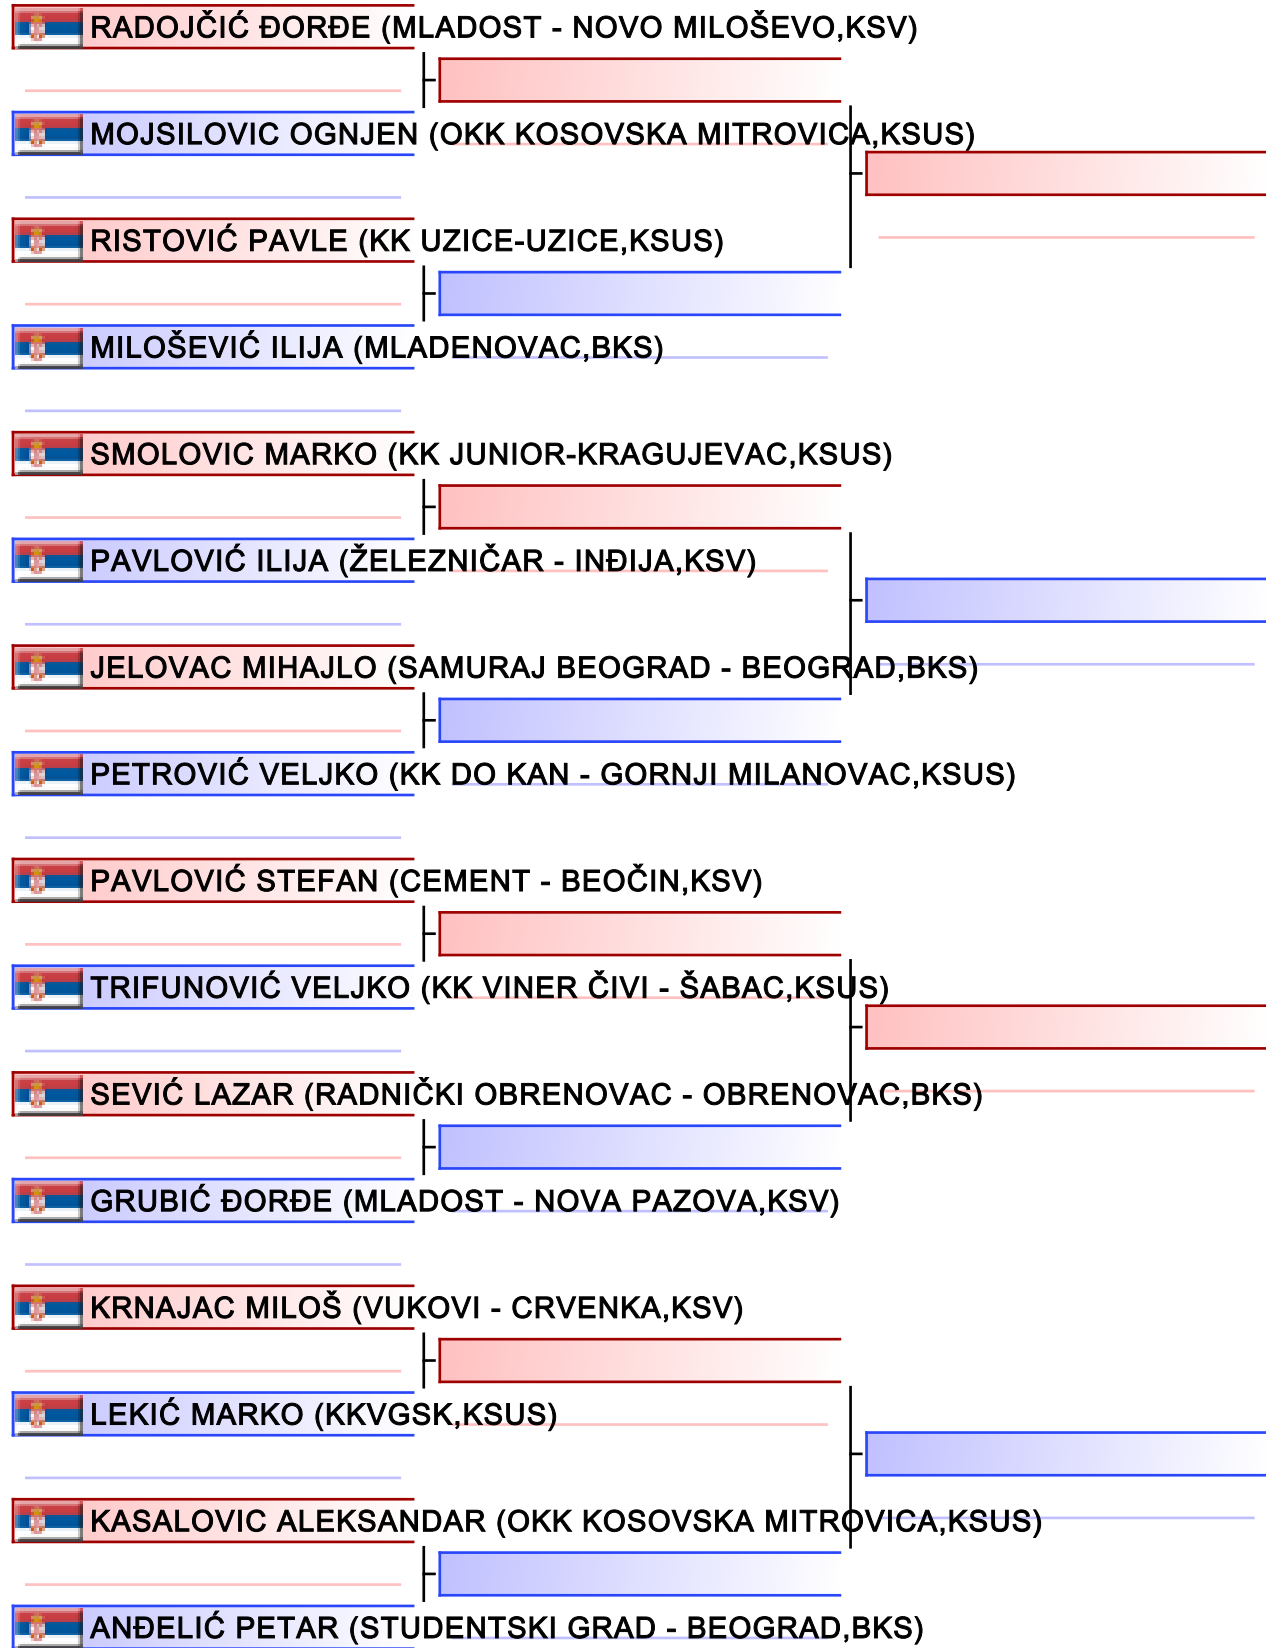 RADOJČIĆ ĐORĐE (MLADOST - NOVO MILOŠEVO,KSV)
MOJSILOVIC OGNJEN (OKK KOSOVSKA MITROVICA,KSUS)
RISTOVIĆ PAVLE (KK UZICE-UZICE,KSUS)
MILOŠEVIĆ ILIJA (MLADENOVAC,BKS)
SMOLOVIC MARKO (KK JUNIOR-KRAGUJEVAC,KSUS)
PAVLOVIĆ ILIJA (ŽELEZNIČAR - INĐIJA,KSV)
JELOVAC MIHAJLO (SAMURAJ BEOGRAD - BEOGRAD,BKS)
PETROVIĆ VELJKO (KK DO KAN - GORNJI MILANOVAC,KSUS)
PAVLOVIĆ STEFAN (CEMENT - BEOČIN,KSV)
TRIFUNOVIĆ VELJKO (KK VINER ČIVI - ŠABAC,KSUS)
SEVIĆ LAZAR (RADNIČKI OBRENOVAC - OBRENOVAC,BKS)
GRUBIĆ ĐORĐE (MLADOST - NOVA PAZOVA,KSV)
KRNAJAC MILOŠ (VUKOVI - CRVENKA,KSV)
LEKIĆ MARKO (KKVGSK,KSUS)
KASALOVIC ALEKSANDAR (OKK KOSOVSKA MITROVICA,KSUS)
ANĐELIĆ PETAR (STUDENTSKI GRAD - BEOGRAD,BKS)